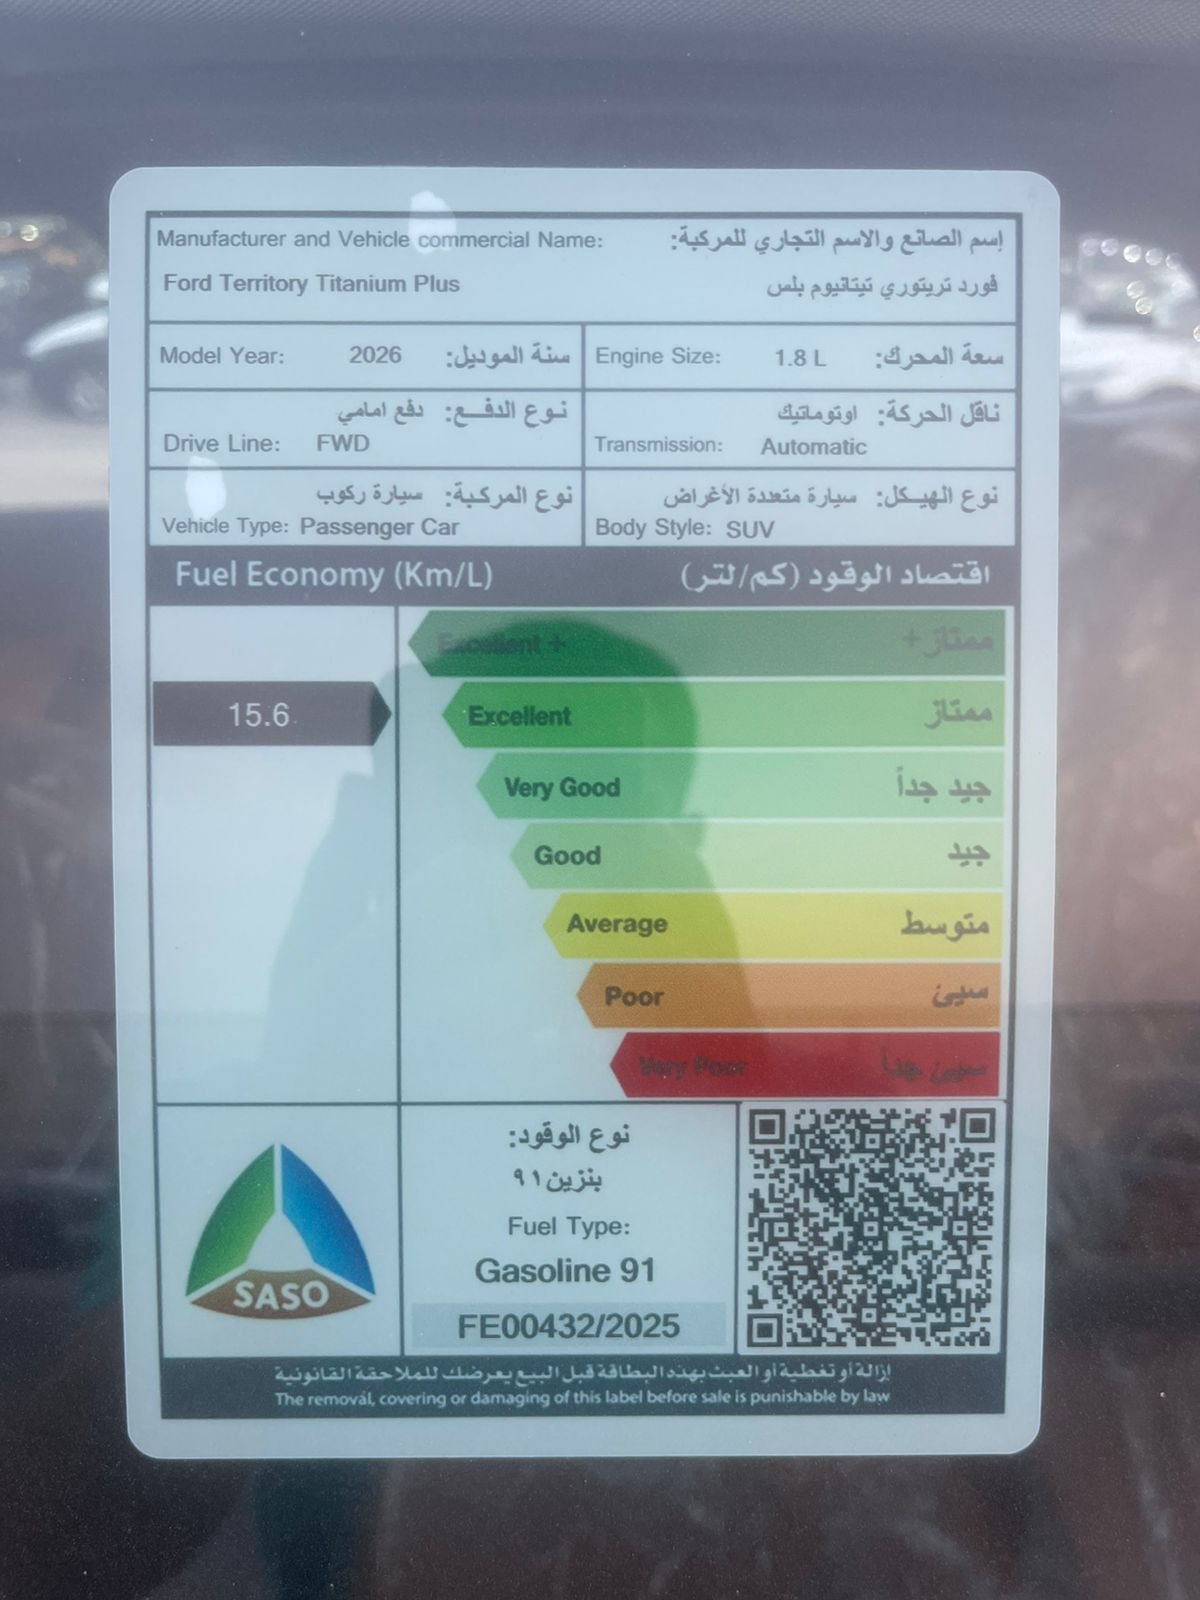 Manufacturer and Vehicle commercial Name: إسم الصانع والاسم التجاري للمركبة:
Ford Territory Titanium Plus فورد تريتوري تيتانيوم بلس
Model Year: 2026 سنة الموديل:
Engine Size: 1.8 L سعة المحرك:
نوع الدفع: دفع امامي
Drive Line: FWD
ناقل الحركة: اوتوماتيك
Transmission: Automatic
نوع المركبة: سيارة ركوب
Vehicle Type: Passenger Car
نوع الهيكل: سيارة متعددة الأغراض
Body Style: SUV
Fuel Economy (Km/L) اقتصاد الوقود (كم/لتر)
Excellent + ممتاز +
15.6
Excellent ممتاز
Very Good جيد جداً
Good جيد
Average متوسط
Poor سيئ
Very Poor سيئ جداً
SASO
نوع الوقود:
بنزين ٩١
Fuel Type:
Gasoline 91
FE00432/2025
إزالة أو تغطية أو العبث بهذه البطاقة قبل البيع يعرضك للملاحقة القانونية
The removal, covering or damaging of this label before sale is punishable by law